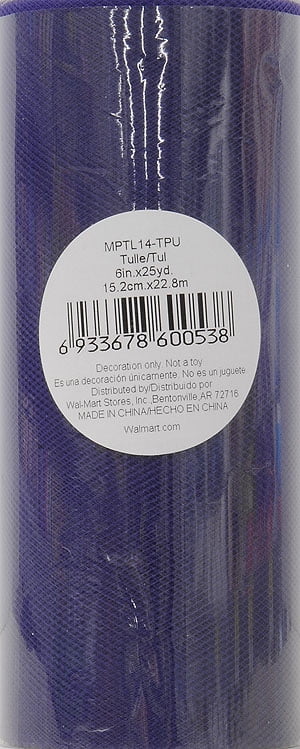 MPTL14-TPU
Tulle/Tul
6in.x25yd.
15.2cm.x22.8m
6 933678 600538
Decoration only. Not a toy
Es una decoración únicamente. No es un juguete
Distributed by/Distribuido por
Wal-Mart Stores, Inc.,Bentonville,AR 72716
MADE IN CHINA/HECHO EN CHINA
Walmart.com